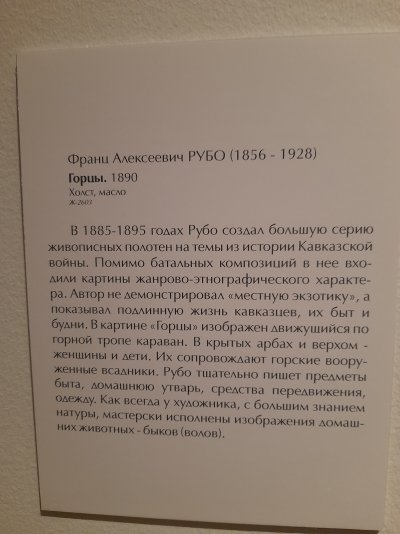 Франц Алексеевич РУБО (1856 - 1928)
Горцы. 1890
Холст, масло
Ж-2603
В 1885-1895 годах Рубо создал большую серию
живописных полотен на темы из истории Кавказской
войны. Помимо батальных композиций в нее вхо-
дили картины жанрово-этнографического характе-
ра. Автор не демонстрировал «местную экзотику», а
показывал подлинную жизнь кавказцев, их быт и
будни. В картине «Горцы» изображен движущийся по
горной тропе караван. В крытых арбах и верхом -
женщины и дети. Их сопровождают горские воору-
женные всадники. Рубо тщательно пишет предметы
быта, домашнюю утварь, средства передвижения,
одежду. Как всегда у художника, с большим знанием
натуры, мастерски исполнены изображения домаш-
них животных - быков (волов).